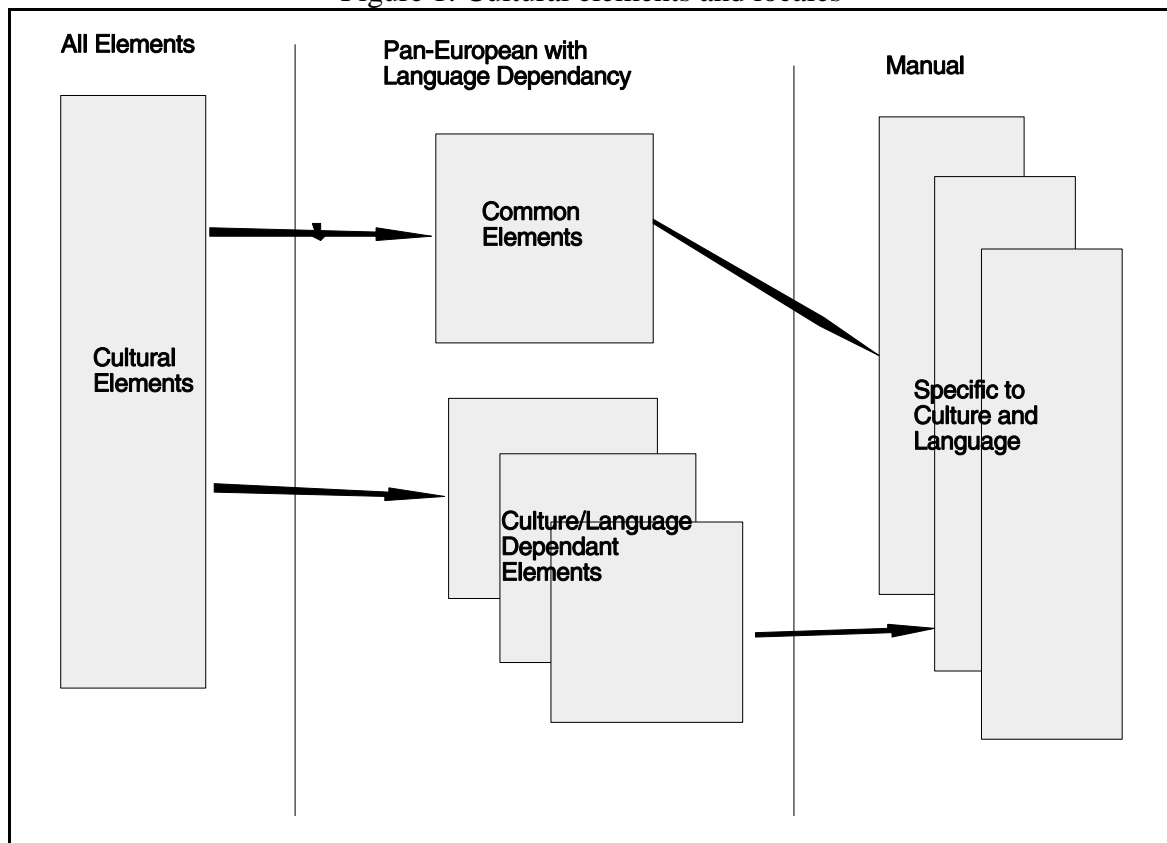 Figure 1: Cultural elements and locales
All Elements
Pan-European with
Language Dependancy
Manual
Common
Elements
Cultural
Elements
Specific to
Culture and
Language
Culture/Language
Dependant
Elements